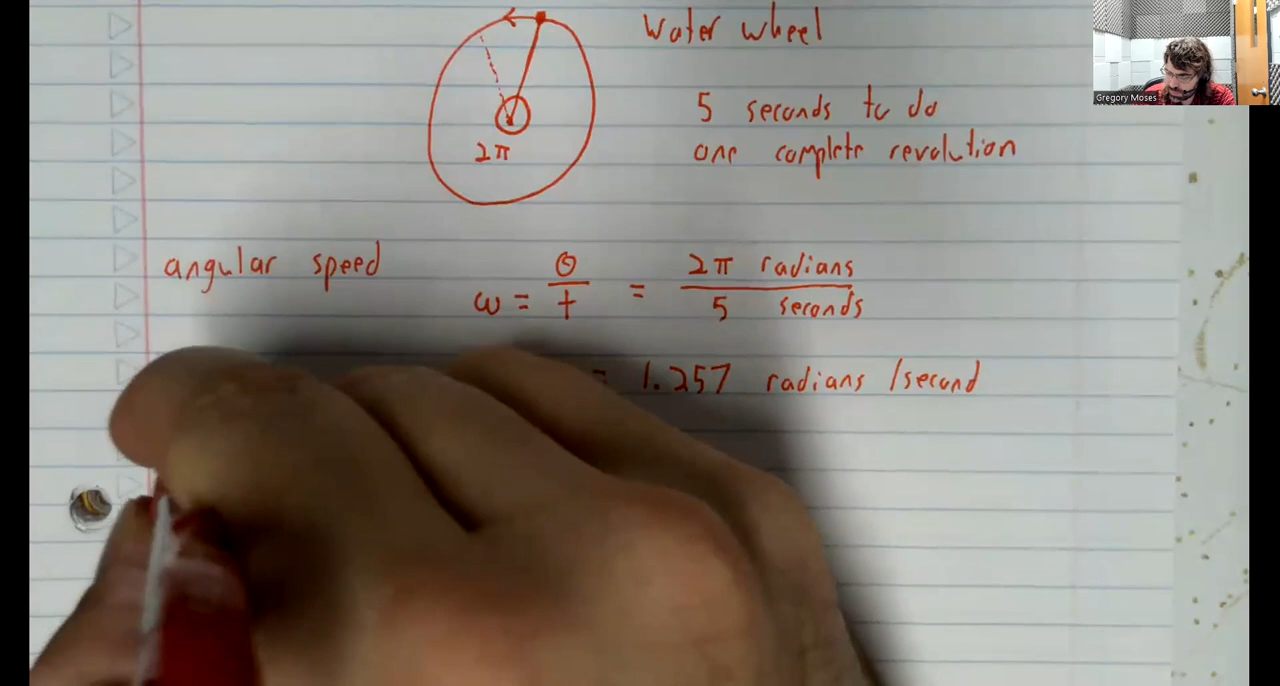 Water wheel
Gregory Moses
5 seconds to do
one complete revolution
2π
angular speed
ω = θ/t = 2π radians / 5 seconds
= 1.257 radians /second